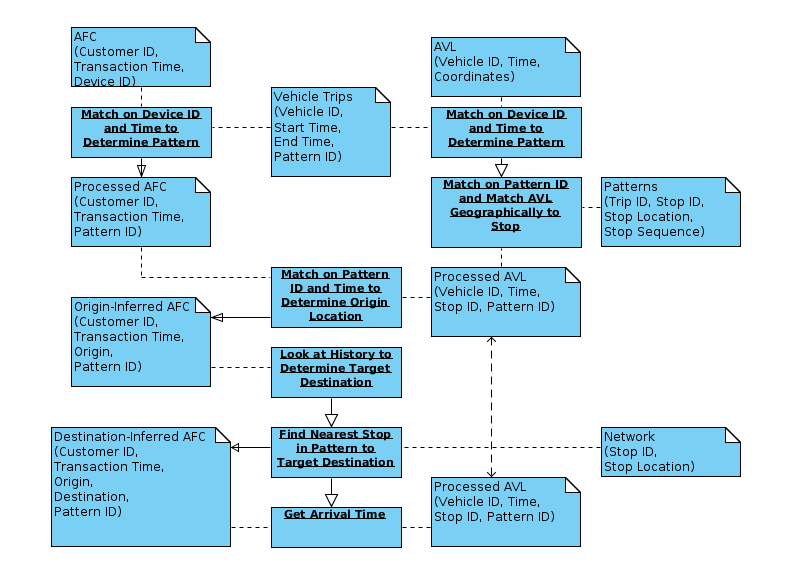 AFC
(Customer ID,
Transaction Time,
Device ID)
AVL
(Vehicle ID, Time,
Coordinates)
Vehicle Trips
(Vehicle ID,
Start Time,
End Time,
Pattern ID)
Match on Device ID
and Time to
Determine Pattern
Match on Device ID
and Time to
Determine Pattern
Processed AFC
(Customer ID,
Transaction Time,
Pattern ID)
Match on Pattern ID
and Match AVL
Geographically to
Stop
Patterns
(Trip ID, Stop ID,
Stop Location,
Stop Sequence)
Match on Pattern
ID and Time to
Determine Origin
Location
Processed AVL
(Vehicle ID, Time,
Stop ID, Pattern ID)
Origin-Inferred AFC
(Customer ID,
Transaction Time,
Origin,
Pattern ID)
Look at History to
Determine Target
Destination
Destination-Inferred AFC
(Customer ID,
Transaction Time,
Origin,
Destination,
Pattern ID)
Find Nearest Stop
in Pattern to
Target Destination
Network
(Stop ID,
Stop Location)
Processed AVL
(Vehicle ID, Time,
Stop ID, Pattern ID)
Get Arrival Time